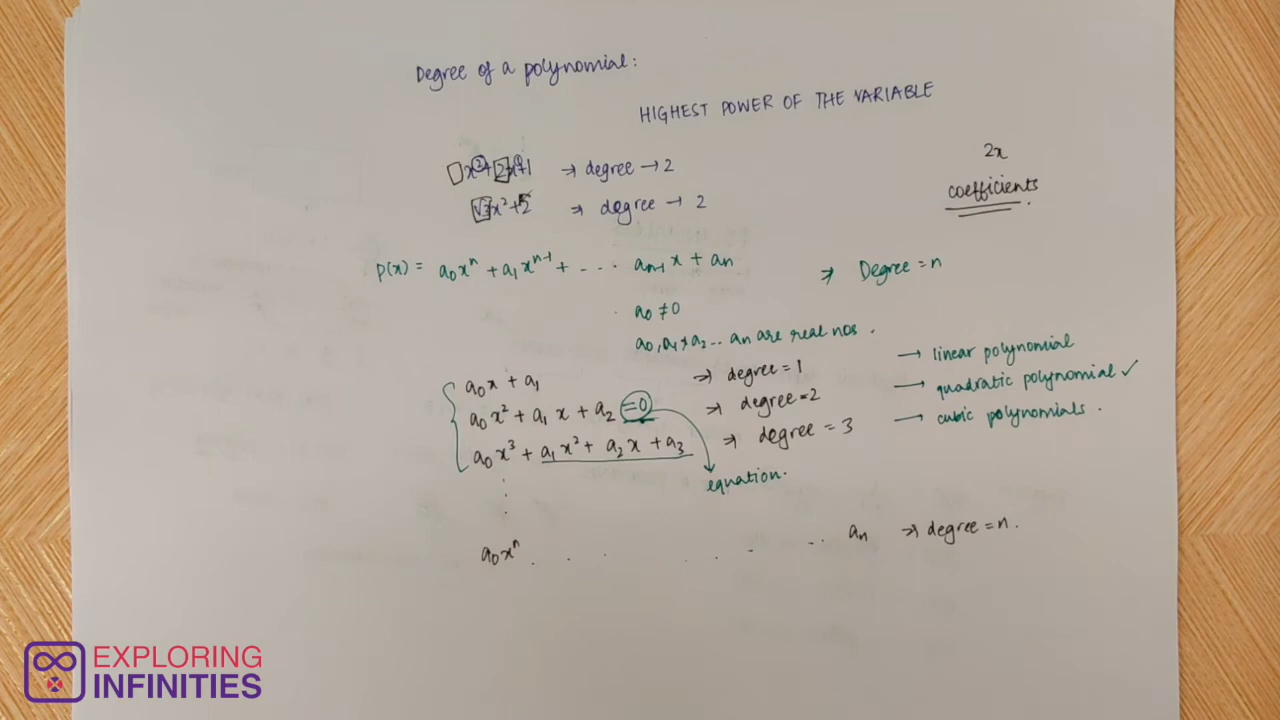 Degree of a polynomial:
HIGHEST POWER OF THE VARIABLE
x² + 2x + 1 ⇒ degree → 2
2x
coefficients
√3x² + ⇒ degree → 2
p(x) = a₀xⁿ + a₁xⁿ⁻¹ + ... aₙ₋₁ x + aₙ ⇒ Degree = n
a₀ ≠ 0
a₀, a₁, a₂ .. aₙ are real nos.
a₀x + a₁ ⇒ degree = 1 → linear polynomial
a₀x² + a₁x + a₂ =0 ⇒ degree = 2 → quadratic polynomial ✓
a₀x³ + a₁x² + a₂x + a₃ ⇒ degree = 3 → cubic polynomials.
equation.
a₀xⁿ . . . . . .. aₙ ⇒ degree = n.
EXPLORING
INFINITIES